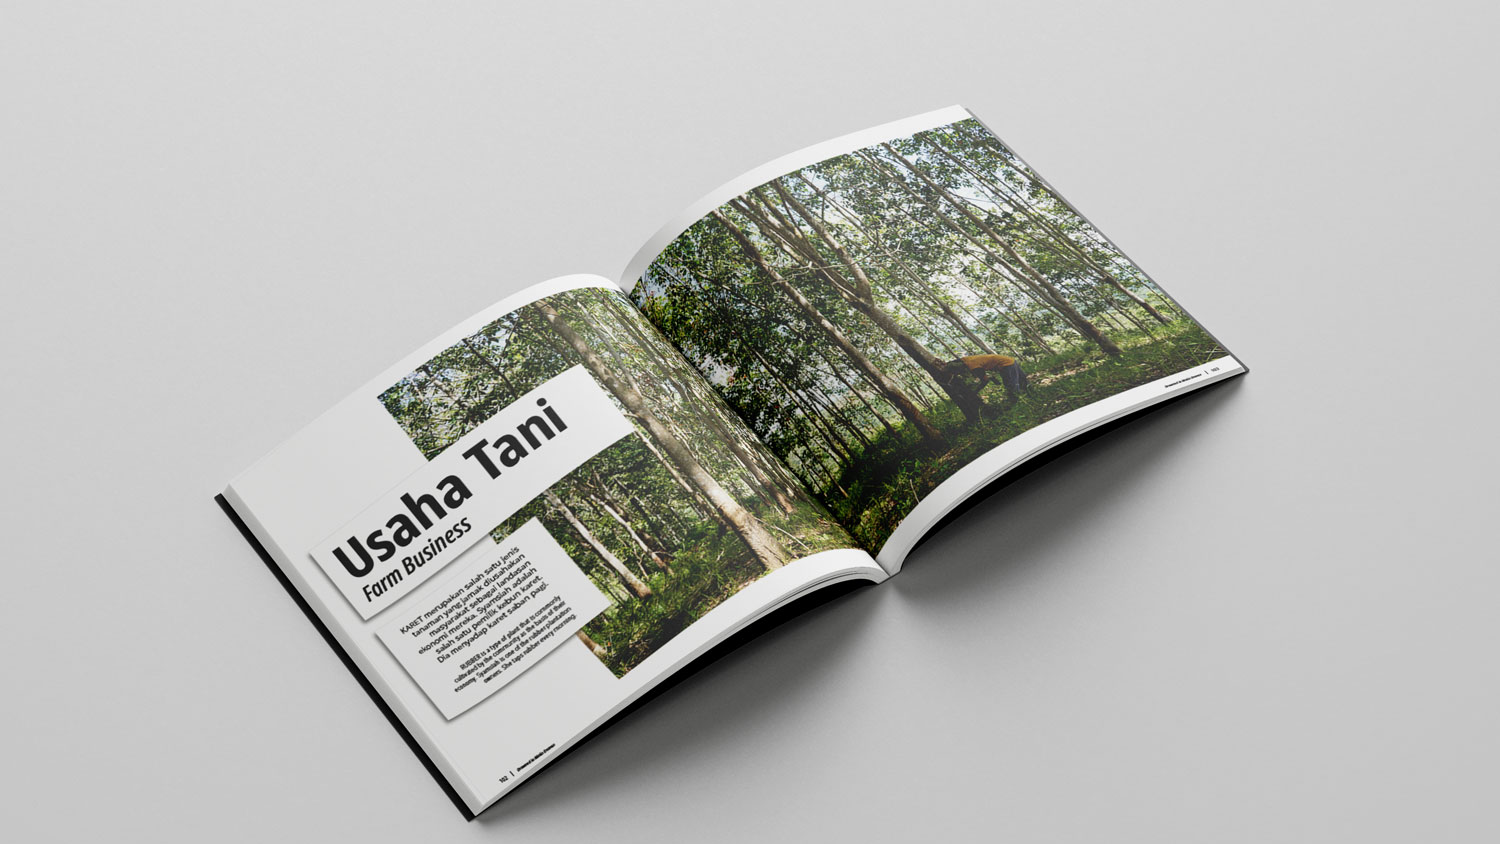 Usaha Tani
Farm Business
KARET merupakan salah satu jenis
tanaman yang jamak diusahakan
masyarakat sebagai landasan
ekonomi mereka. Syamsiah adalah
salah satu pemilik kebun karet.
Dia menyadap karet saban pagi.
RUBBER is a type of plant that is commonly
cultivated by the community as the basis of their
economy. Syamsiah is one of the rubber plantation
owners. She taps rubber every morning.
102 |
| 103